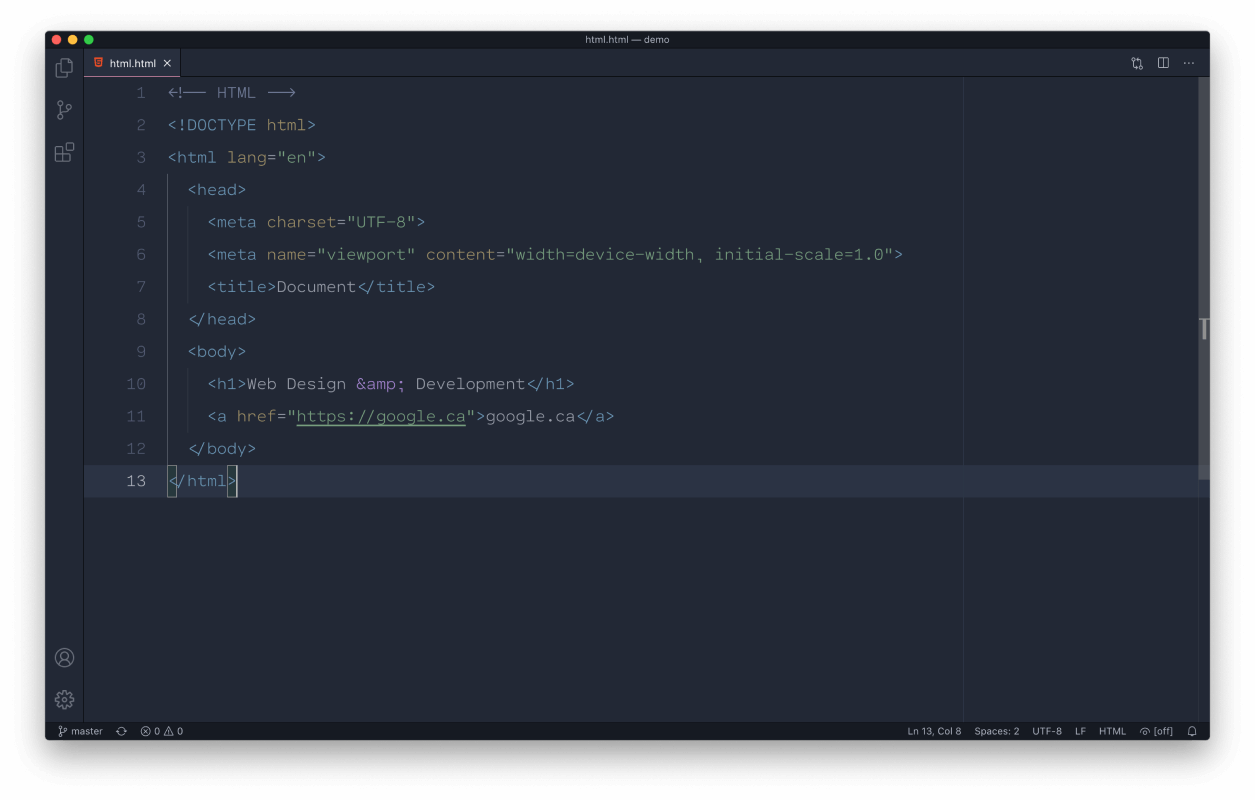 html.html — demo
html.html
1 <!-- HTML -->
2 <!DOCTYPE html>
3 <html lang="en">
4 <head>
5 <meta charset="UTF-8">
6 <meta name="viewport" content="width=device-width, initial-scale=1.0">
7 <title>Document</title>
8 </head>
9 <body>
10 <h1>Web Design &amp; Development</h1>
11 <a href="https://google.ca">google.ca</a>
12 </body>
13 </html>
master 0 0 Ln 13, Col 8 Spaces: 2 UTF-8 LF HTML [off]